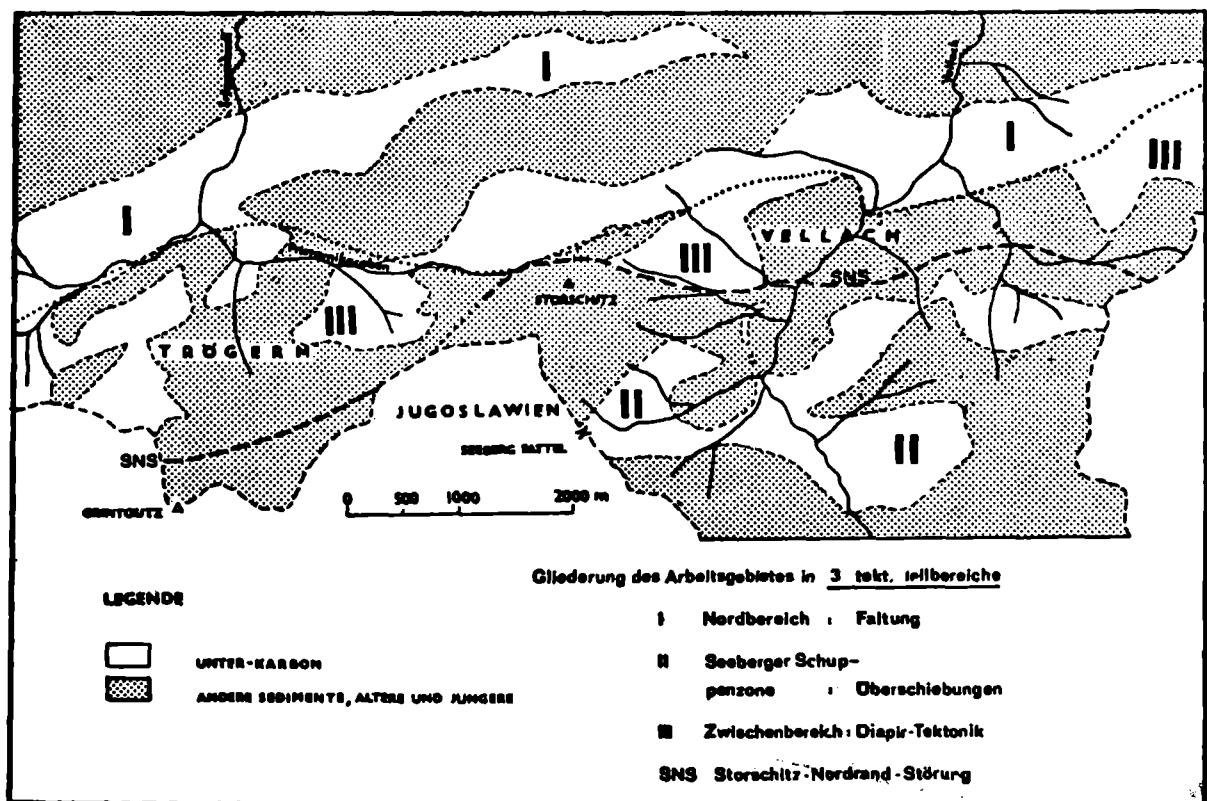 I
I
III
I
III
VELLACH
SNS
STORSCHITZ
III
TRÖGERN
JUGOSLAWIEN
II
SEEBERG SATTEL
II
SNS
0 500 1000 2000 m
Gliederung des Arbeitsgebietes in 3 tekt. Teilbereiche
LEGENDE
I Nordbereich : Faltung
UNTER-KARBON
II Seeberger Schup-
penzone : Überschiebungen
ANDERE SEDIMENTE, ÄLTERE UND JÜNGERE
III Zwischenbereich : Diapir-Tektonik
SNS Storschitz-Nordrand-Störung